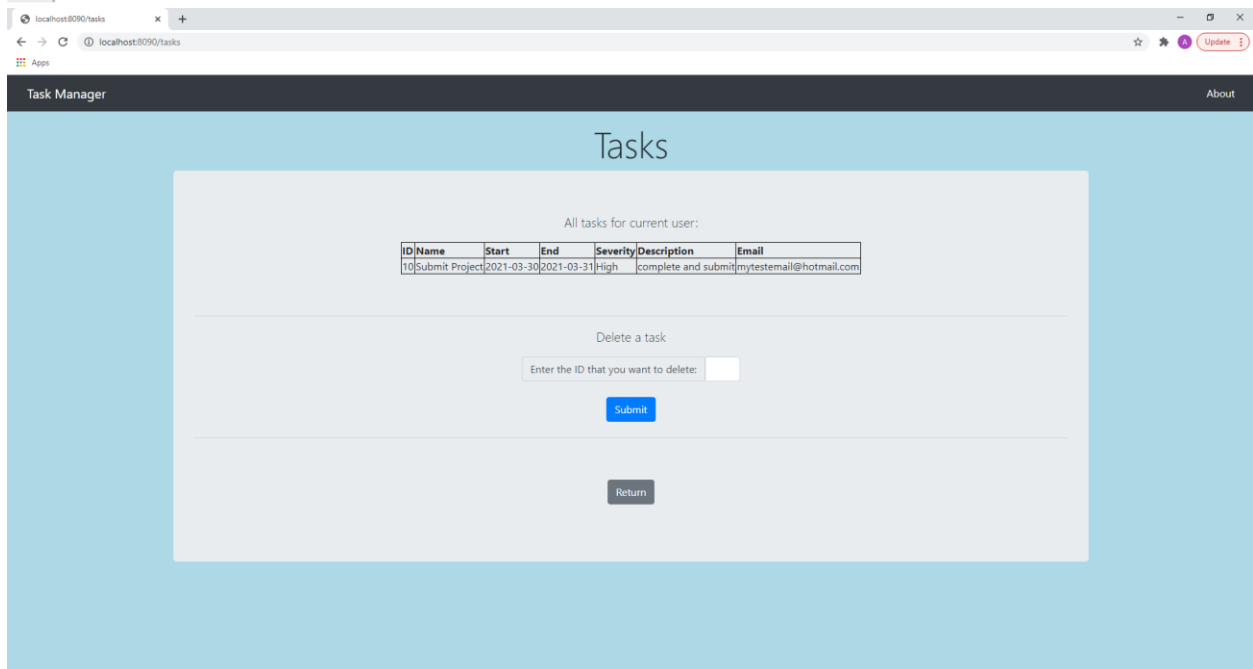 localhost:8090/tasks
localhost:8090/tasks
A Update
Apps
Task Manager About
Tasks
All tasks for current user:
ID Name Start End Severity Description Email
10 Submit Project 2021-03-30 2021-03-31 High complete and submit mytestemail@hotmail.com
Delete a task
Enter the ID that you want to delete:
Submit
Return